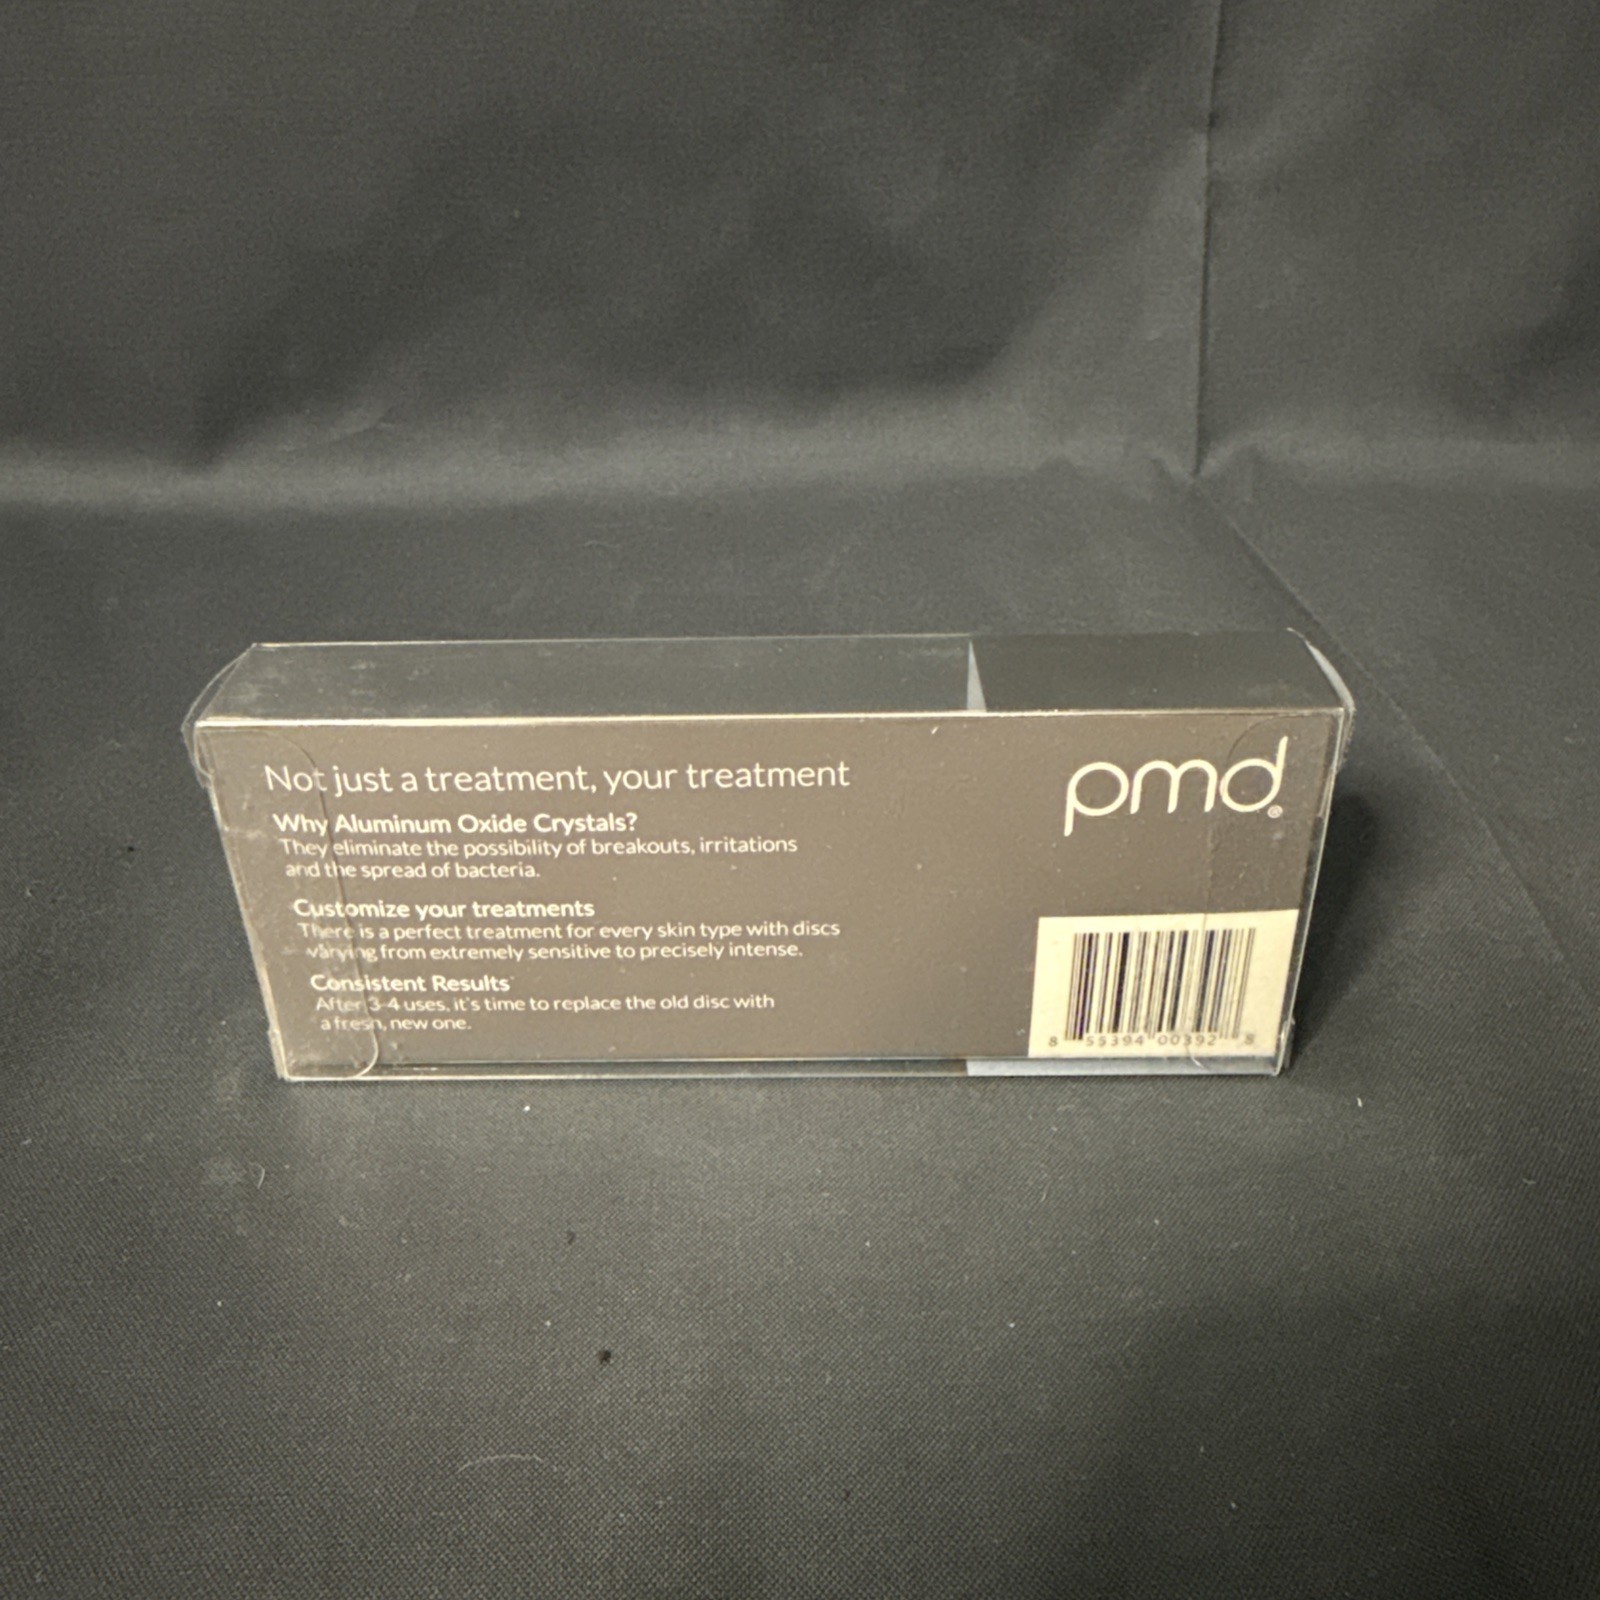 Not just a treatment, your treatment
pmd®
Why Aluminum Oxide Crystals?
They eliminate the possibility of breakouts, irritations
and the spread of bacteria.
Customize your treatments
There is a perfect treatment for every skin type with discs
varying from extremely sensitive to precisely intense.
Consistent Results
After 3-4 uses, it's time to replace the old disc with
a fresh, new one.
8 55394 00392 8